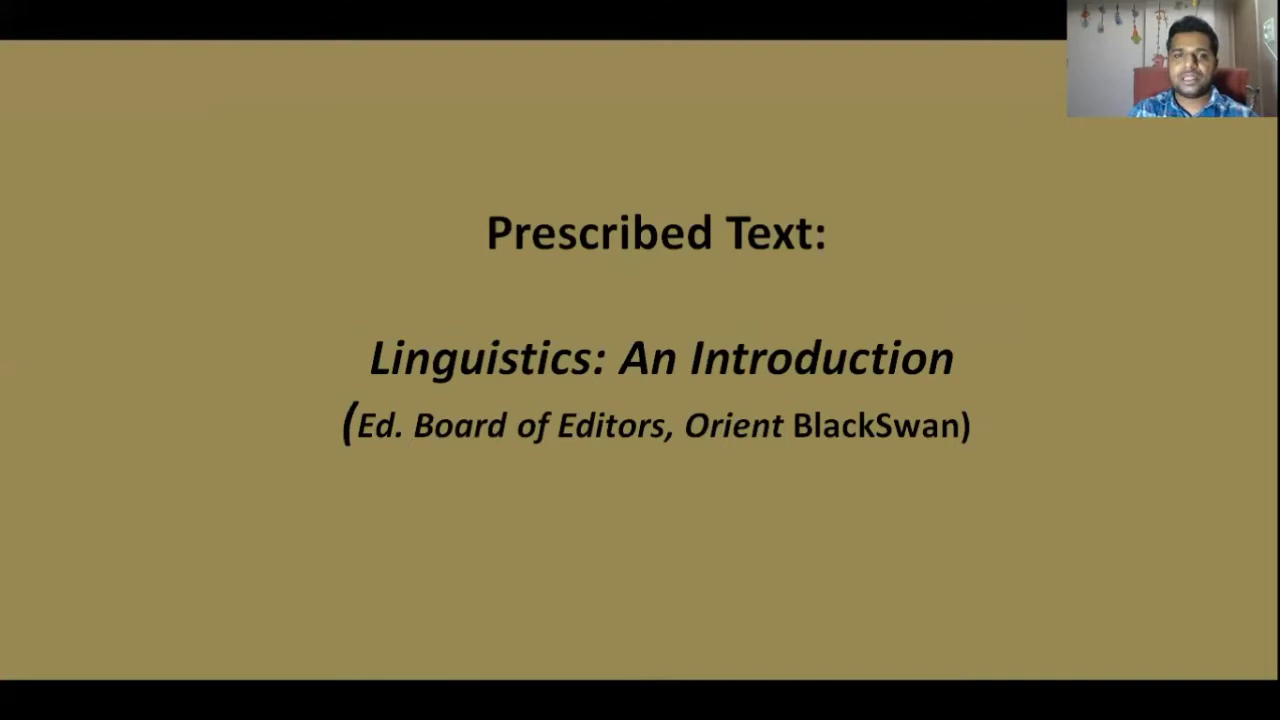 Prescribed Text:
Linguistics: An Introduction
(Ed. Board of Editors, Orient BlackSwan)